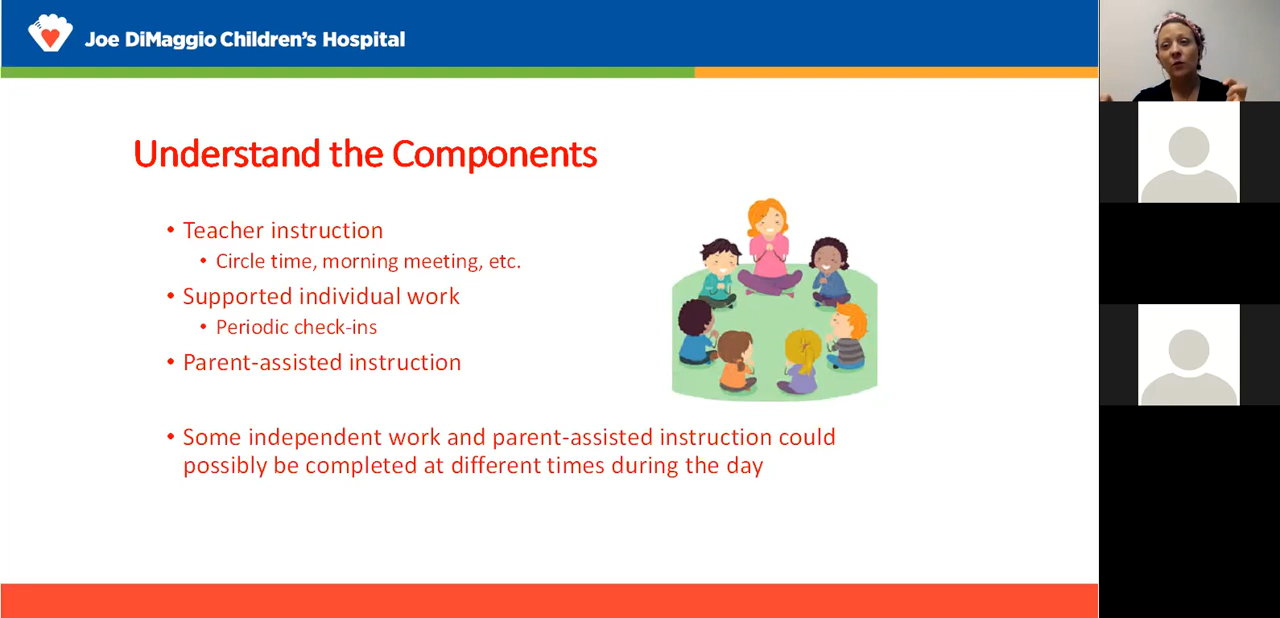 Joe DiMaggio Children's Hospital
Understand the Components
• Teacher instruction
• Circle time, morning meeting, etc.
• Supported individual work
• Periodic check-ins
• Parent-assisted instruction
• Some independent work and parent-assisted instruction could
possibly be completed at different times during the day